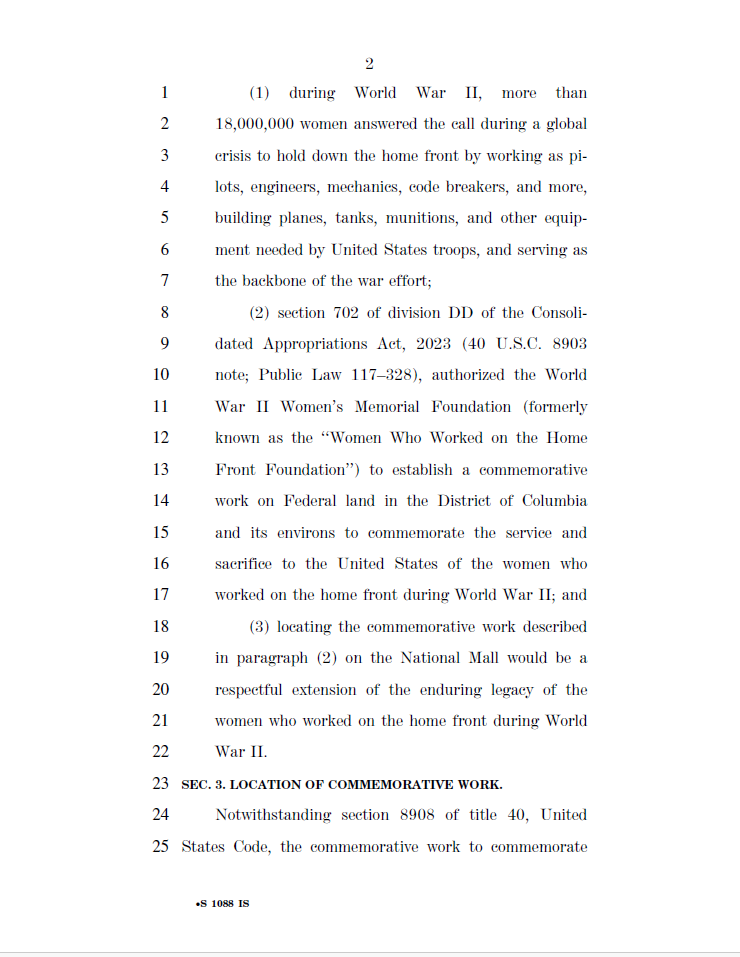 2
1 (1) during World War II, more than
2 18,000,000 women answered the call during a global
3 crisis to hold down the home front by working as pi-
4 lots, engineers, mechanics, code breakers, and more,
5 building planes, tanks, munitions, and other equip-
6 ment needed by United States troops, and serving as
7 the backbone of the war effort;
8 (2) section 702 of division DD of the Consoli-
9 dated Appropriations Act, 2023 (40 U.S.C. 8903
10 note; Public Law 117–328), authorized the World
11 War II Women’s Memorial Foundation (formerly
12 known as the ‘‘Women Who Worked on the Home
13 Front Foundation’’) to establish a commemorative
14 work on Federal land in the District of Columbia
15 and its environs to commemorate the service and
16 sacrifice to the United States of the women who
17 worked on the home front during World War II; and
18 (3) locating the commemorative work described
19 in paragraph (2) on the National Mall would be a
20 respectful extension of the enduring legacy of the
21 women who worked on the home front during World
22 War II.
23 SEC. 3. LOCATION OF COMMEMORATIVE WORK.
24 Notwithstanding section 8908 of title 40, United
25 States Code, the commemorative work to commemorate
•S 1088 IS